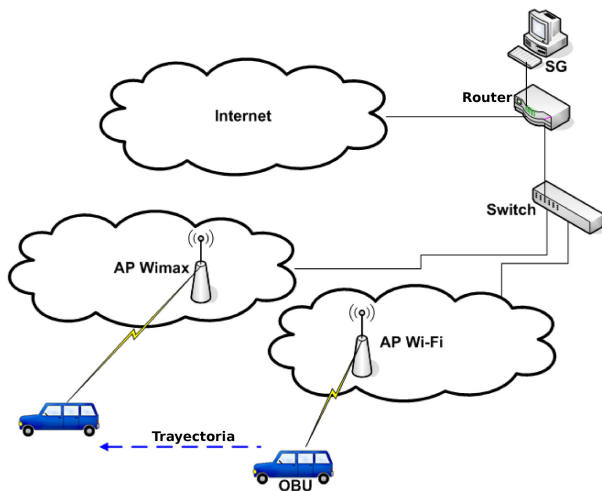 SG
Router
Internet
Switch
AP Wimax
AP Wi-Fi
Trayectoria
OBU